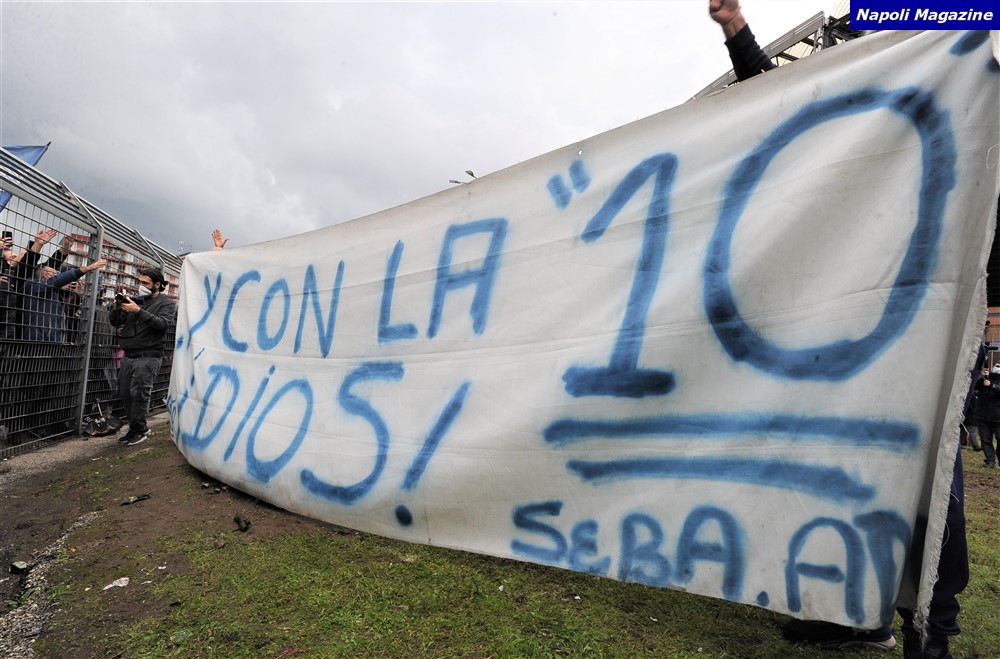 Napoli Magazine
¡Y CON LA "10
¡DIOS!
SEBA.